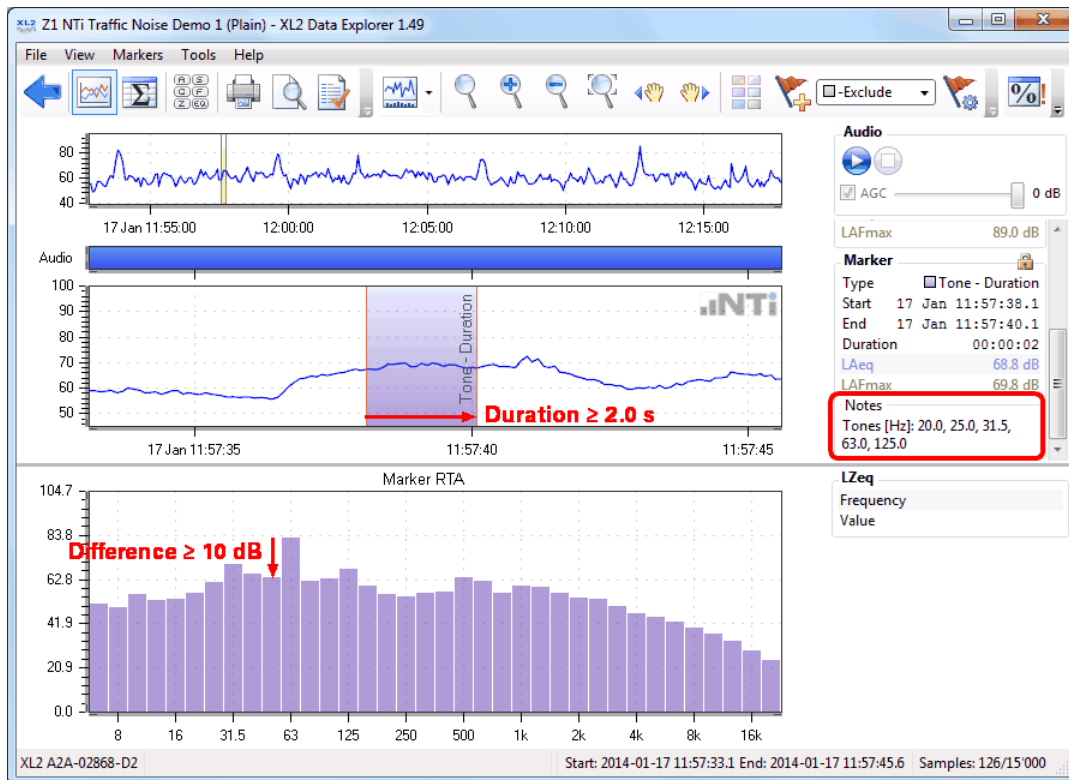 XL2 Z1 NTi Traffic Noise Demo 1 (Plain) - XL2 Data Explorer 1.49
File View Markers Tools Help
A S
C F
Z EQ
-Exclude
%!
80
60
40
17 Jan 11:55:00 12:00:00 12:05:00 12:10:00 12:15:00
Audio
100
90
80
70
60
50
NTi
Tone - Duration
Duration ≥ 2.0 s
17 Jan 11:57:35 11:57:40 11:57:45
Marker RTA
104.7
83.8
62.8
41.9
20.9
0.0
Difference ≥ 10 dB
8 16 31.5 63 125 250 500 1k 2k 4k 8k 16k
Audio
AGC 0 dB
LAFmax 89.0 dB
Marker
Type Tone - Duration
Start 17 Jan 11:57:38.1
End 17 Jan 11:57:40.1
Duration 00:00:02
LAeq 68.8 dB
LAFmax 69.8 dB
Notes
Tones [Hz]: 20.0, 25.0, 31.5,
63.0, 125.0
LZeq
Frequency
Value
XL2 A2A-02868-D2 Start: 2014-01-17 11:57:33.1 End: 2014-01-17 11:57:45.6 Samples: 126/15'000